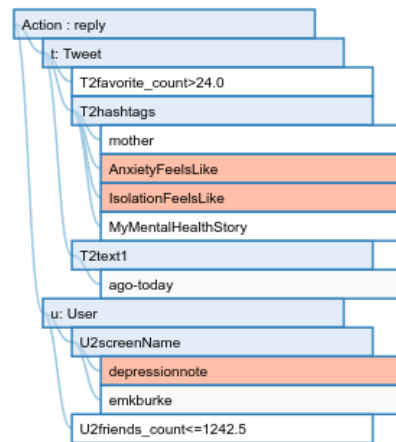 Action : reply
t: Tweet
T2favorite_count>24.0
T2hashtags
mother
AnxietyFeelsLike
IsolationFeelsLike
MyMentalHealthStory
T2text1
ago-today
u: User
U2screenName
depressionnote
emkburke
U2friends_count<=1242.5